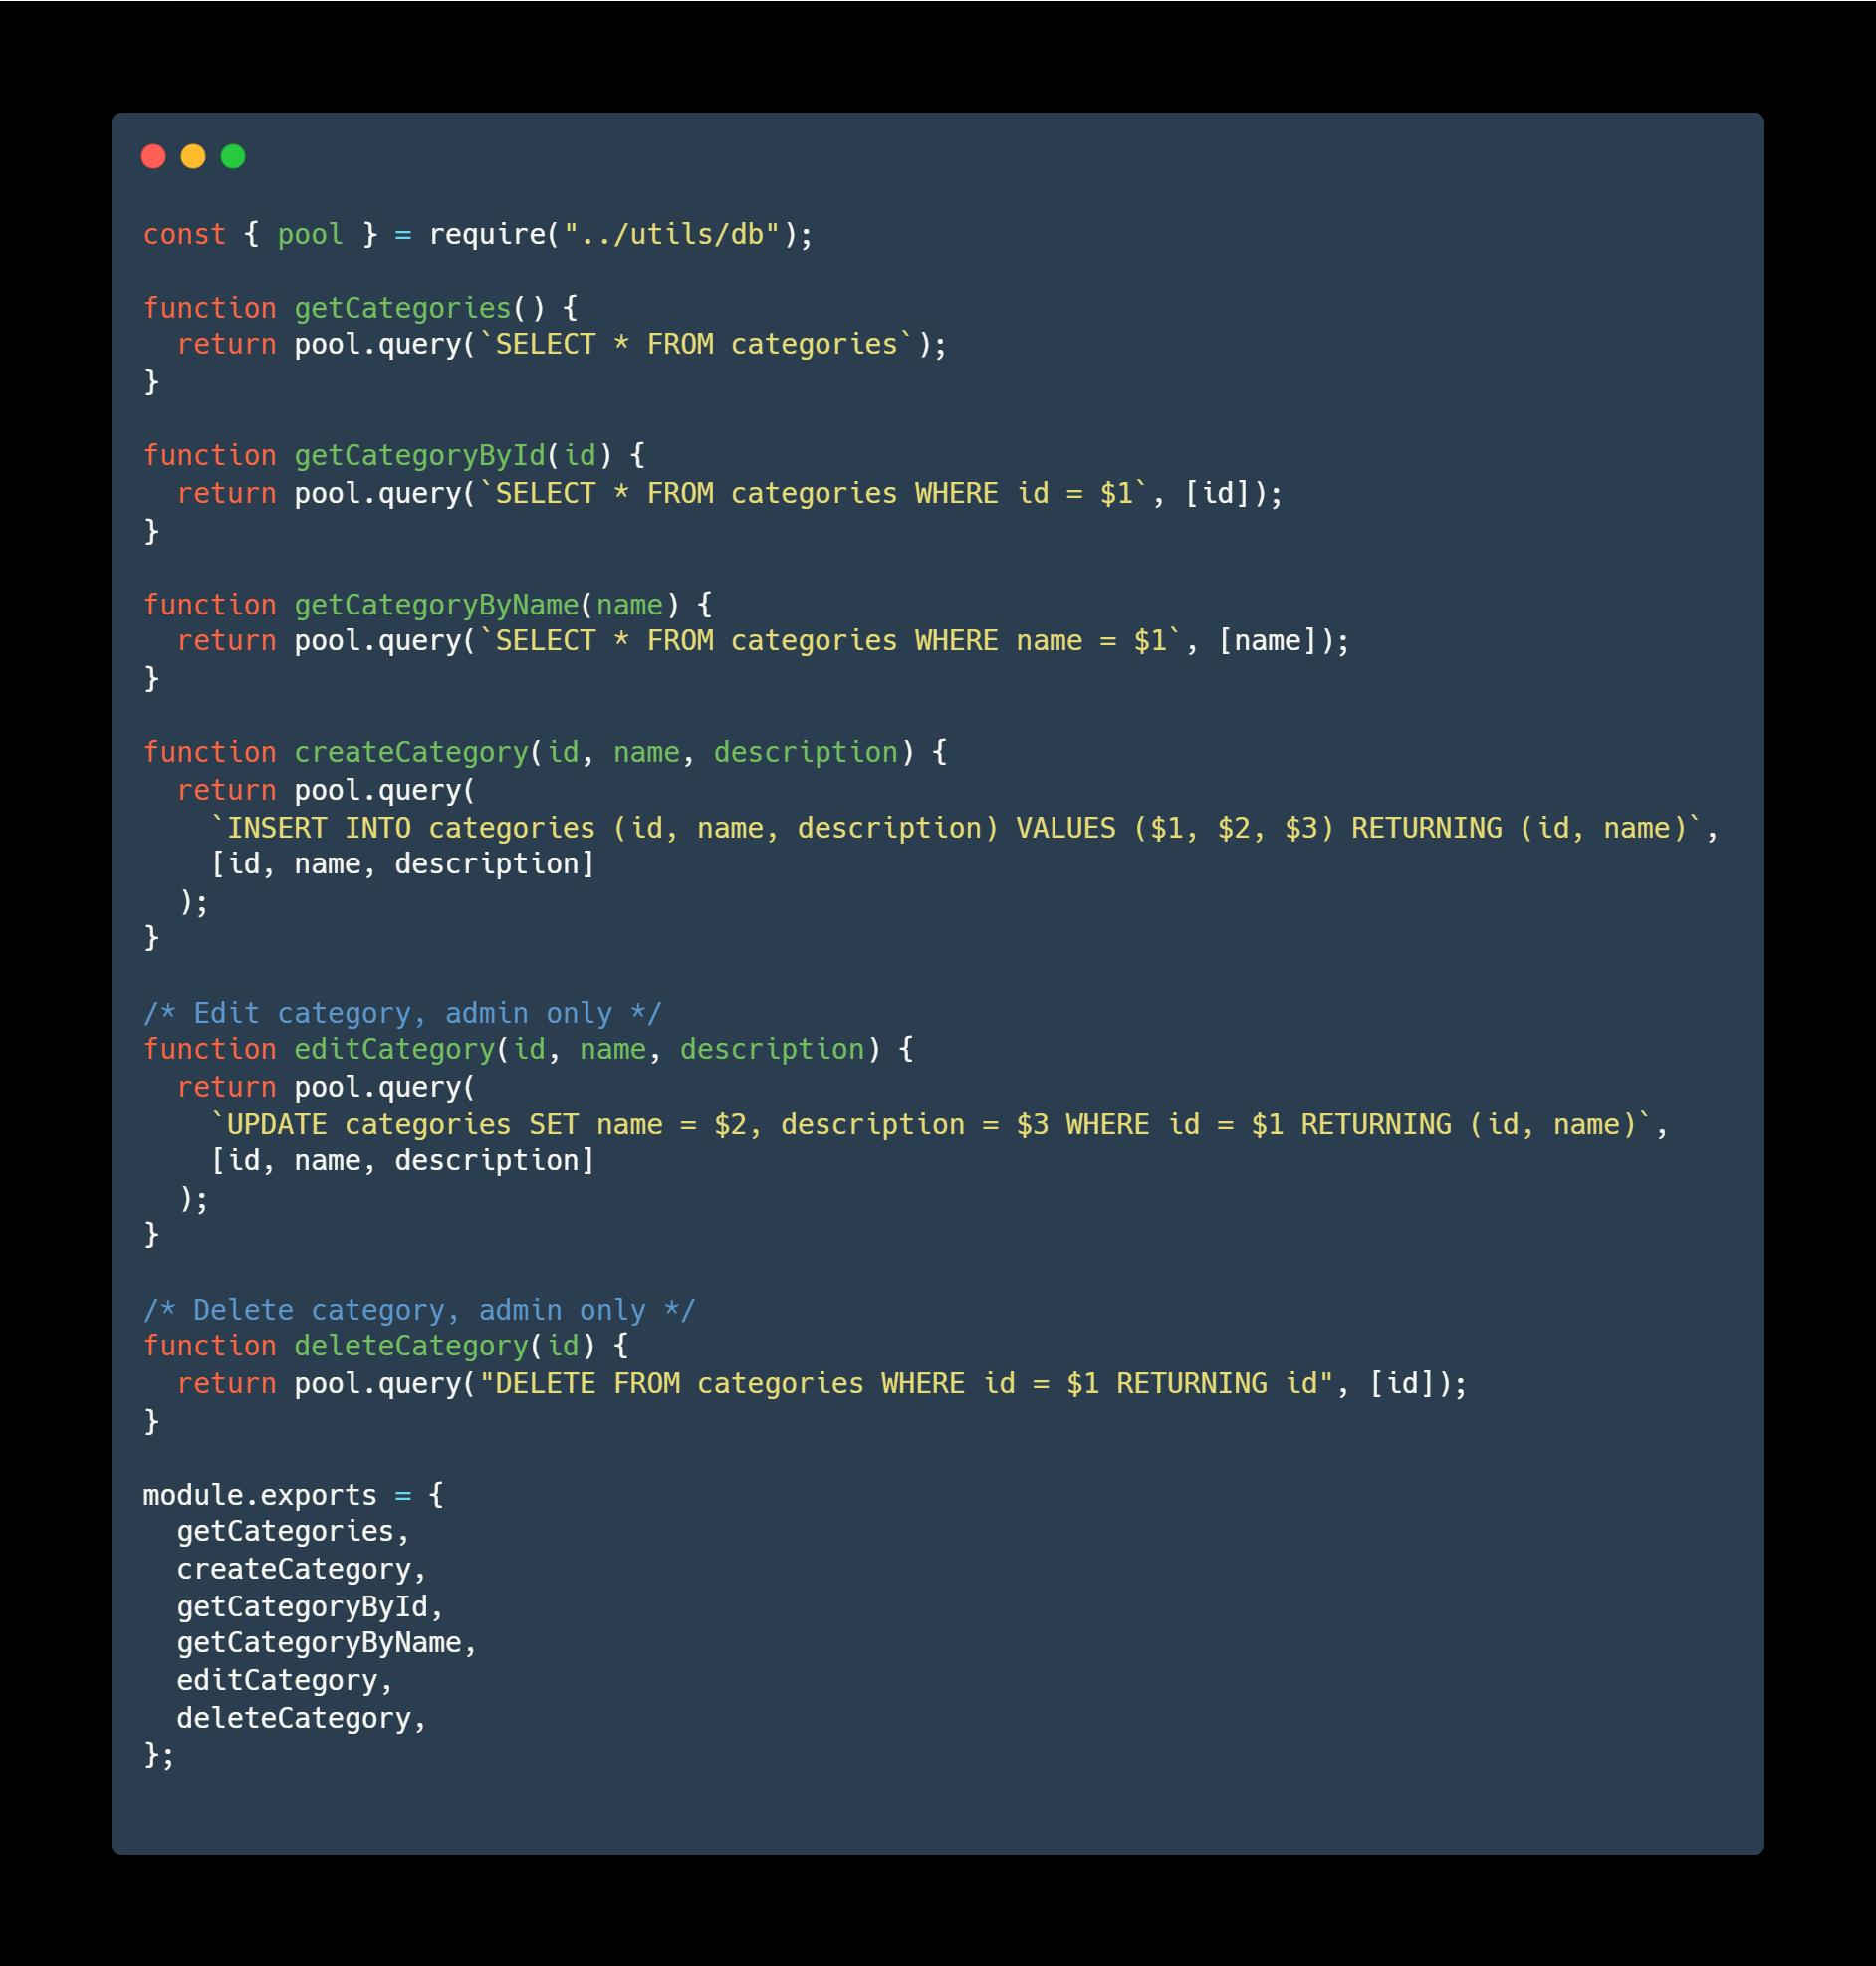 const { pool } = require("../utils/db");

function getCategories() {
  return pool.query(`SELECT * FROM categories`);
}

function getCategoryById(id) {
  return pool.query(`SELECT * FROM categories WHERE id = $1`, [id]);
}

function getCategoryByName(name) {
  return pool.query(`SELECT * FROM categories WHERE name = $1`, [name]);
}

function createCategory(id, name, description) {
  return pool.query(
    `INSERT INTO categories (id, name, description) VALUES ($1, $2, $3) RETURNING (id, name)`,
    [id, name, description]
  );
}

/* Edit category, admin only */
function editCategory(id, name, description) {
  return pool.query(
    `UPDATE categories SET name = $2, description = $3 WHERE id = $1 RETURNING (id, name)`,
    [id, name, description]
  );
}

/* Delete category, admin only */
function deleteCategory(id) {
  return pool.query("DELETE FROM categories WHERE id = $1 RETURNING id", [id]);
}

module.exports = {
  getCategories,
  createCategory,
  getCategoryById,
  getCategoryByName,
  editCategory,
  deleteCategory,
};